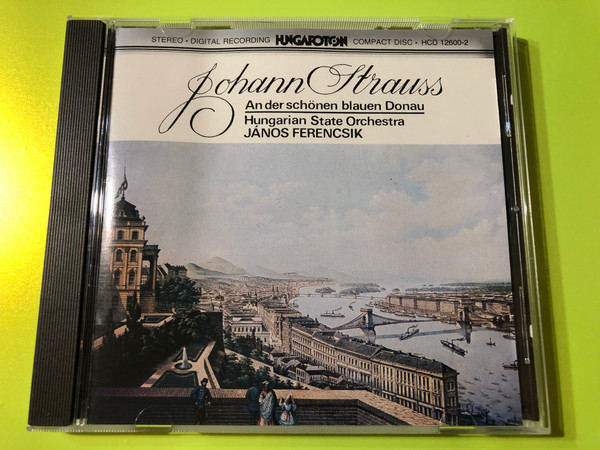 STEREO • DIGITAL RECORDING HUNGAROTON COMPACT DISC • HCD 12600-2
Johann Strauss
An der schönen blauen Donau
Hungarian State Orchestra
JÁNOS FERENCSIK